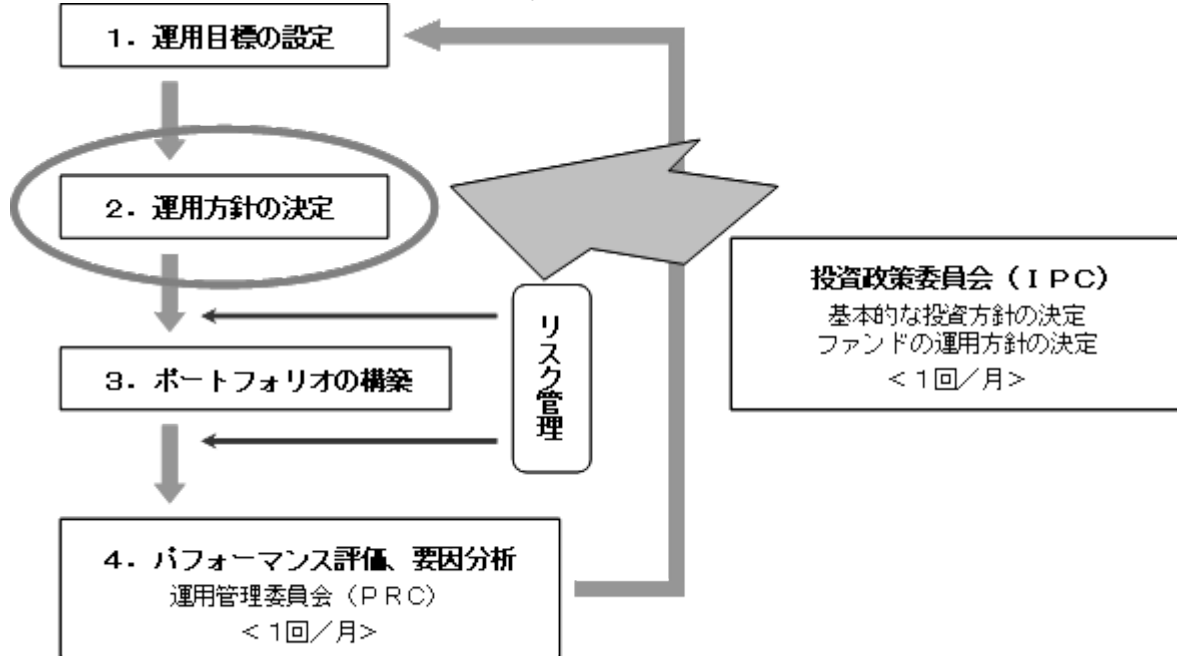 1．運用目標の設定
2．運用方針の決定
3．ポートフォリオの構築
リスク管理
投資政策委員会（ＩＰＣ）
基本的な投資方針の決定
ファンドの運用方針の決定
＜1回／月＞
4．パフォーマンス評価、要因分析
運用管理委員会（ＰＲＣ）
＜1回／月＞